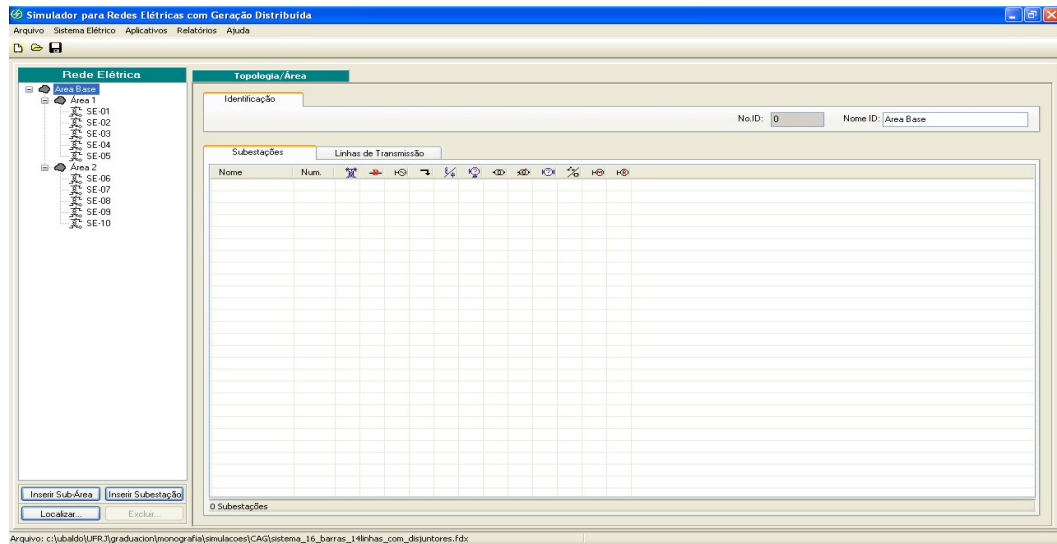 Simulador para Redes Elétricas com Geração Distribuída
Arquivo Sistema Elétrico Aplicativos Relatórios Ajuda
Rede Elétrica
Area Base
Área 1
SE-01
SE-02
SE-03
SE-04
SE-05
Área 2
SE-06
SE-07
SE-08
SE-09
SE-10
Inserir Sub-Área Inserir Subestação
Localizar... Excluir...
Topologia/Área
Identificação
No.ID: 0 Nome ID: Area Base
Subestações Linhas de Transmissão
Nome Num.
0 Subestações
Arquivo: c:\ubaldo\UFRJ\graduacion\monografia\simulacoes\CAG\sistema_16_barras_14linhas_com_disjuntores.fdx